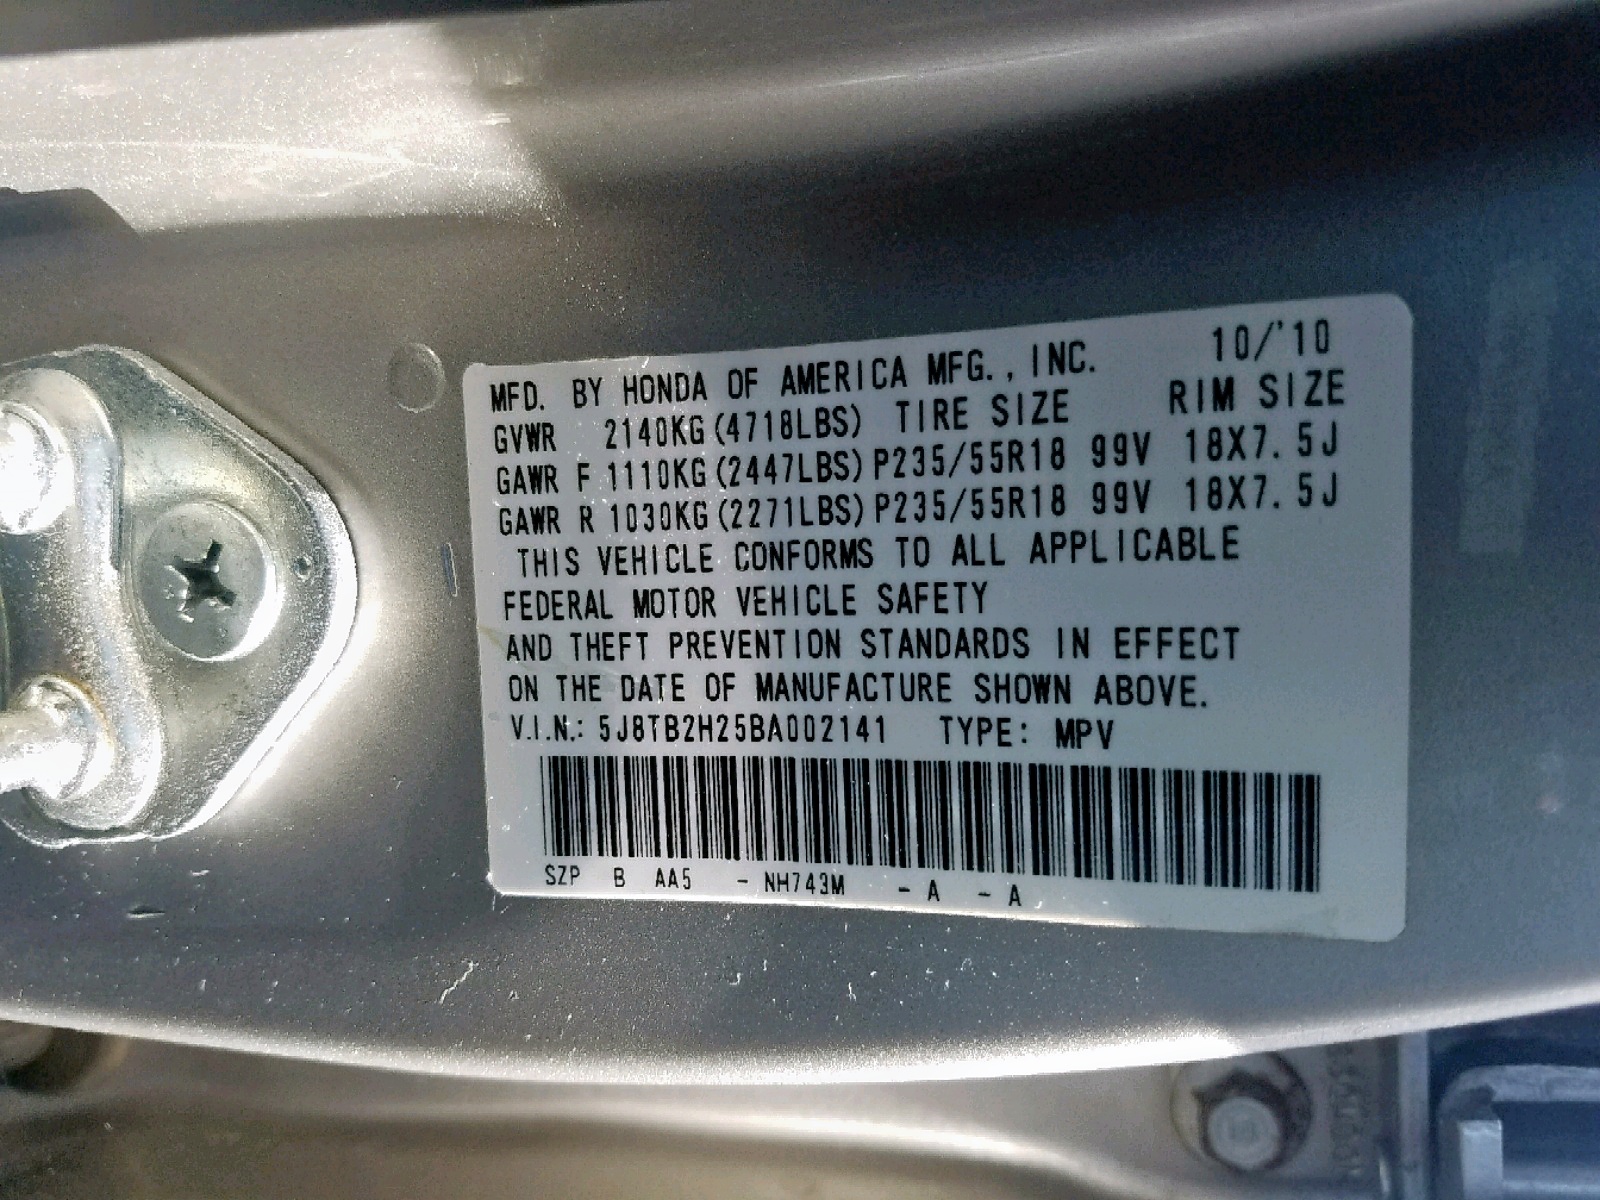 MFD. BY HONDA OF AMERICA MFG., INC. 10/'10
GVWR 2140KG (4718LBS) TIRE SIZE RIM SIZE
GAWR F 1110KG (2447LBS) P235/55R18 99V 18X7.5J
GAWR R 1030KG (2271LBS) P235/55R18 99V 18X7.5J
THIS VEHICLE CONFORMS TO ALL APPLICABLE
FEDERAL MOTOR VEHICLE SAFETY
AND THEFT PREVENTION STANDARDS IN EFFECT
ON THE DATE OF MANUFACTURE SHOWN ABOVE.
V.I.N.: 5J8TB2H25BA002141 TYPE: MPV
SZP B AA5 - NH743M - A - A